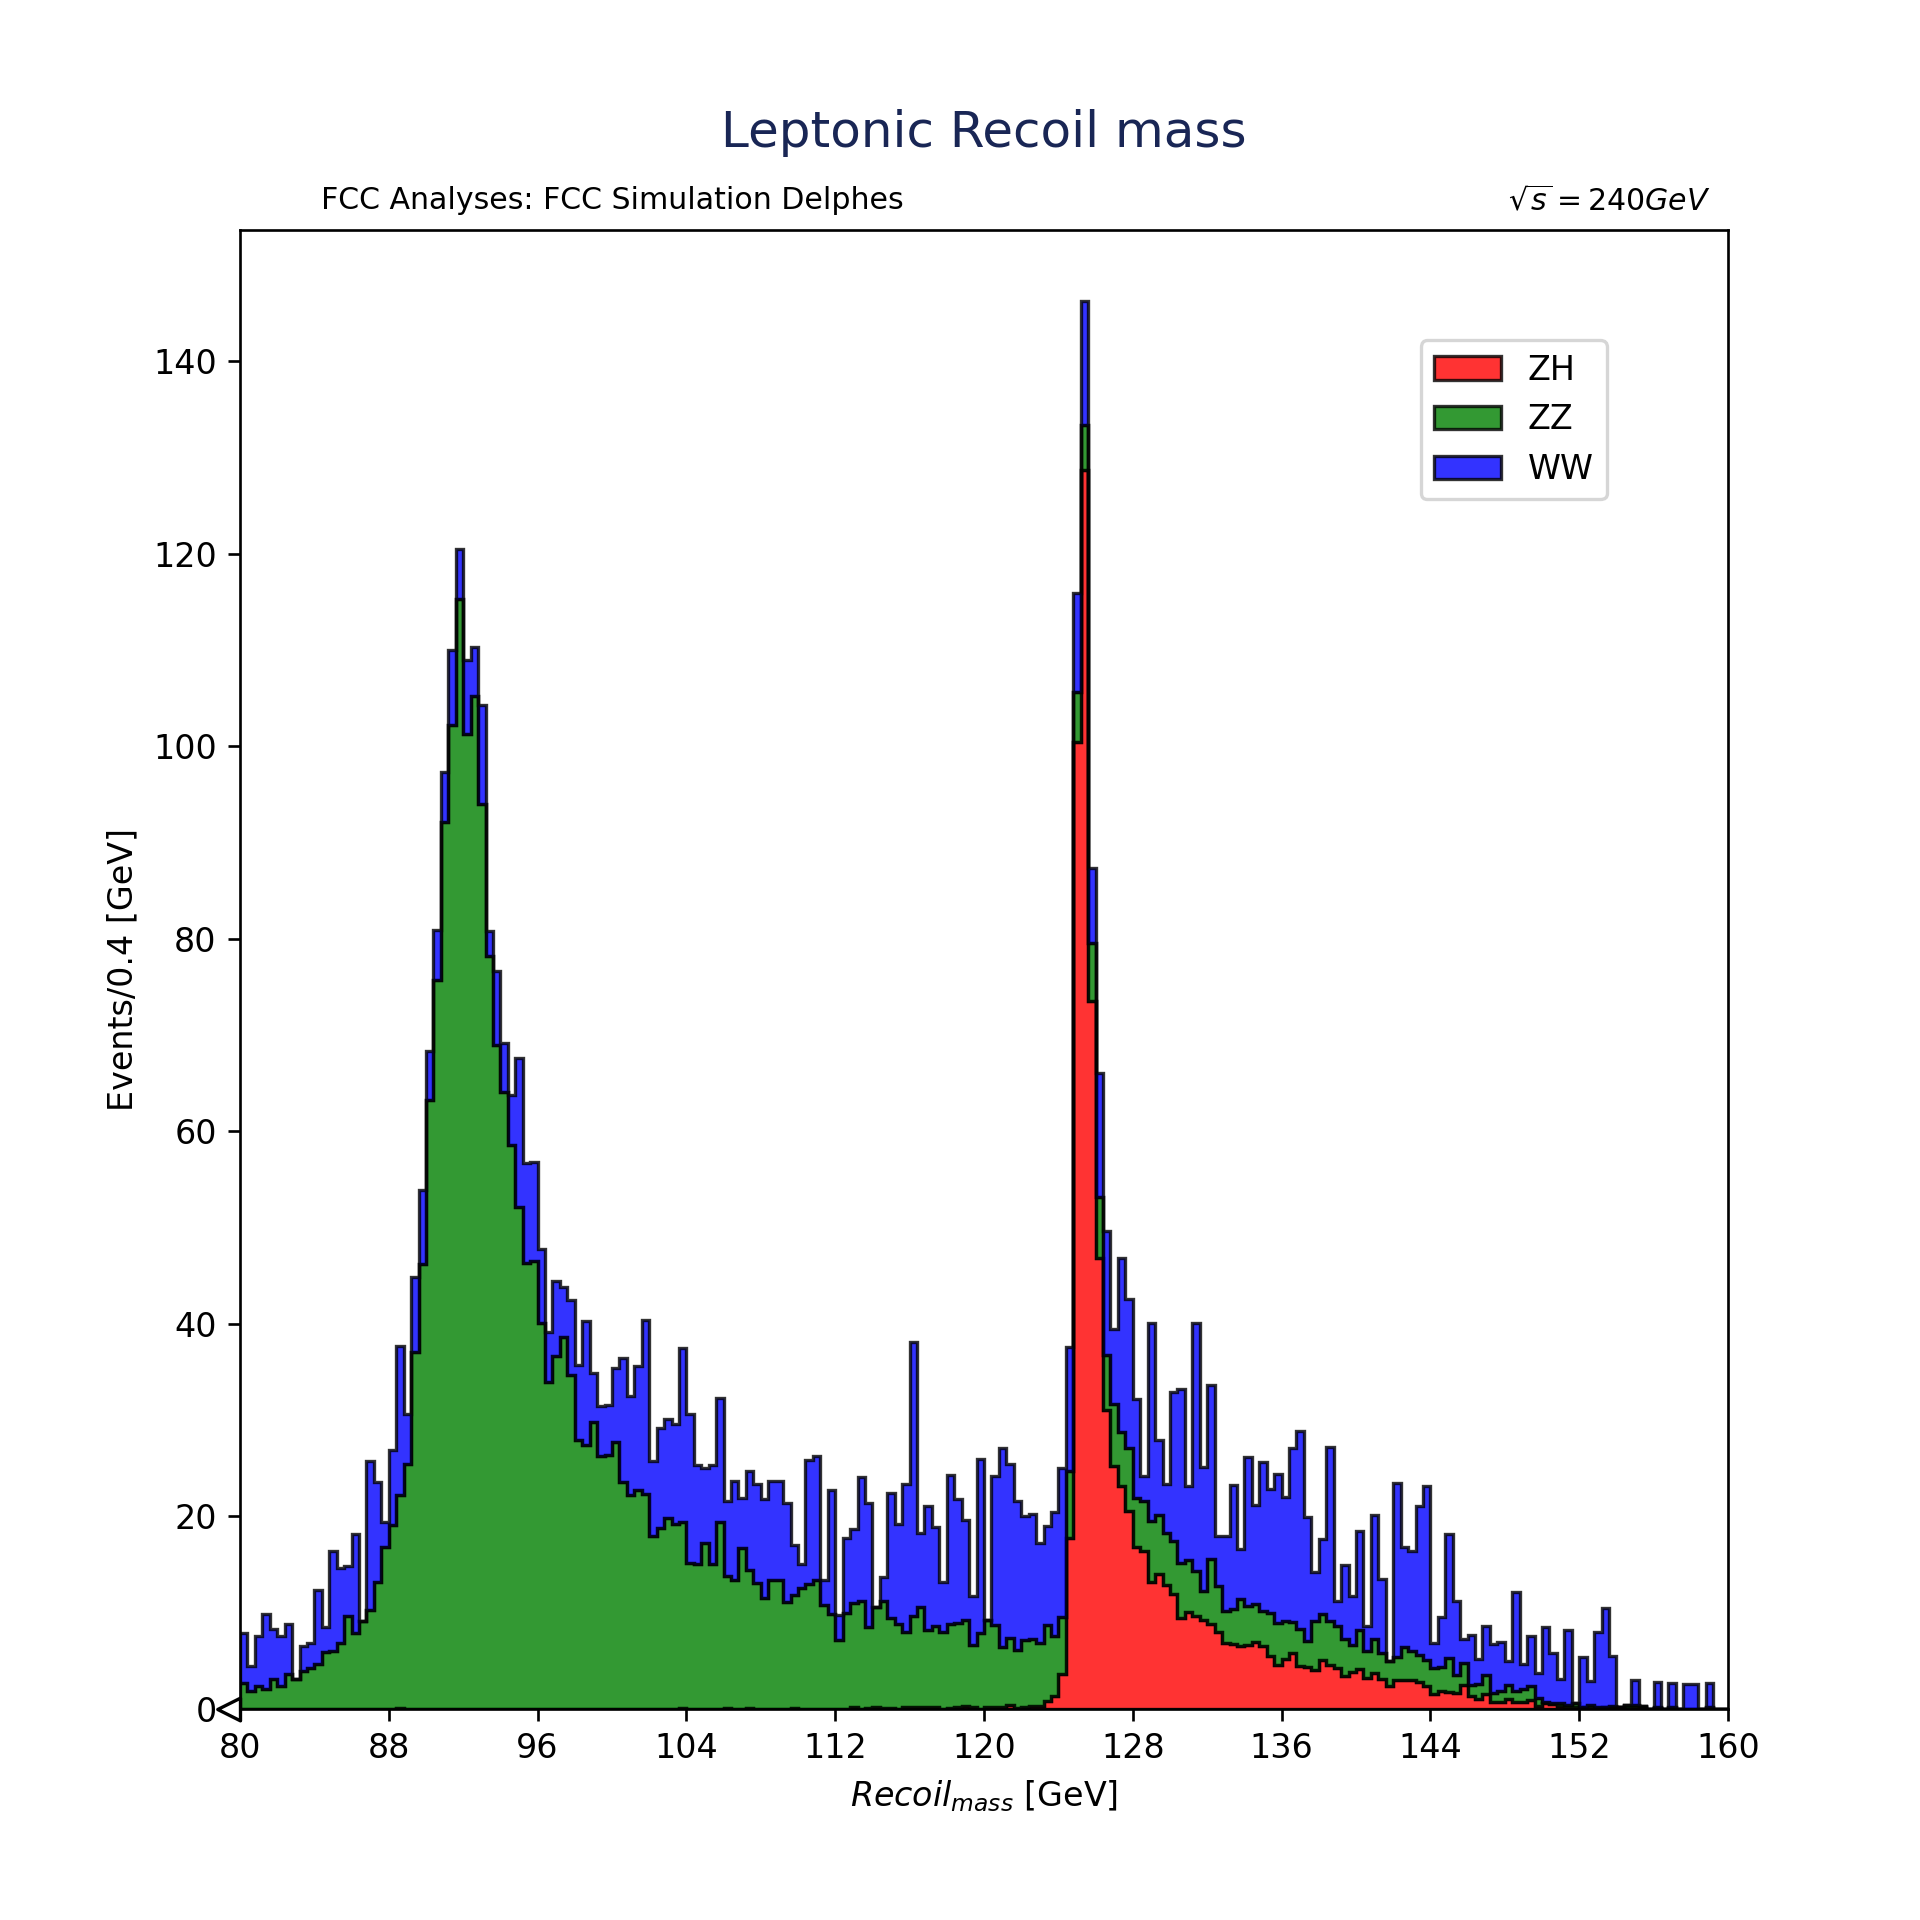 Leptonic Recoil mass
FCC Analyses: FCC Simulation Delphes
√s = 240GeV
140
120
100
80
60
40
20
0
Events/0.4 [GeV]
ZH
ZZ
WW
80 88 96 104 112 120 128 136 144 152 160
Recoil_mass [GeV]